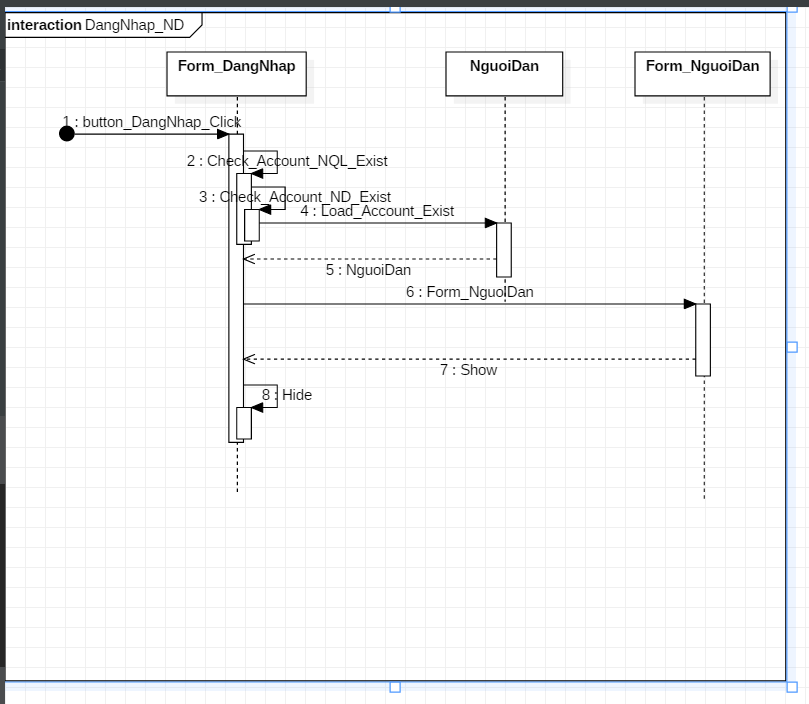 interaction DangNhap_ND
Form_DangNhap
NguoiDan
Form_NguoiDan
1 : button_DangNhap_Click
2 : Check_Account_NQL_Exist
3 : Check_Account_ND_Exist
4 : Load_Account_Exist
5 : NguoiDan
6 : Form_NguoiDan
7 : Show
8 : Hide